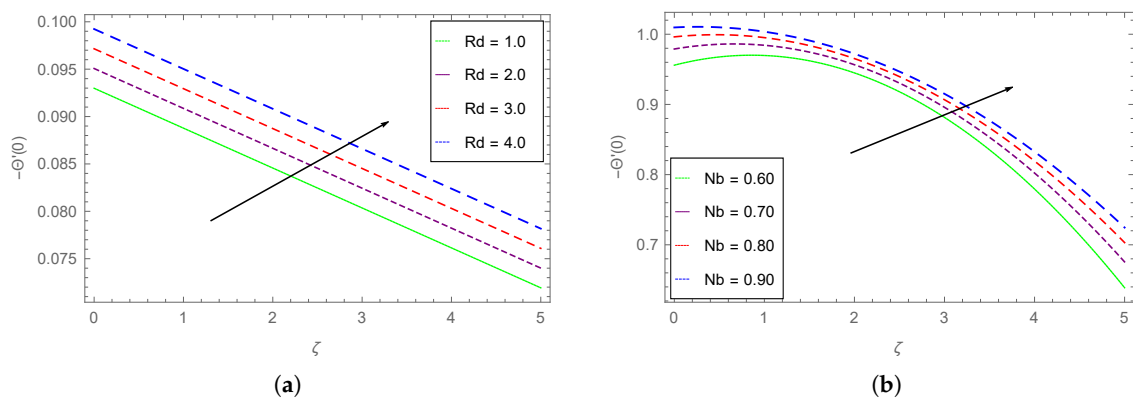 0.100
0.095
0.090
0.085
0.080
0.075
−Θ'(0)
0 1 2 3 4 5
ζ
Rd = 1.0
Rd = 2.0
Rd = 3.0
Rd = 4.0
(a)
1.0
0.9
0.8
0.7
−Θ'(0)
0 1 2 3 4 5
ζ
Nb = 0.60
Nb = 0.70
Nb = 0.80
Nb = 0.90
(b)